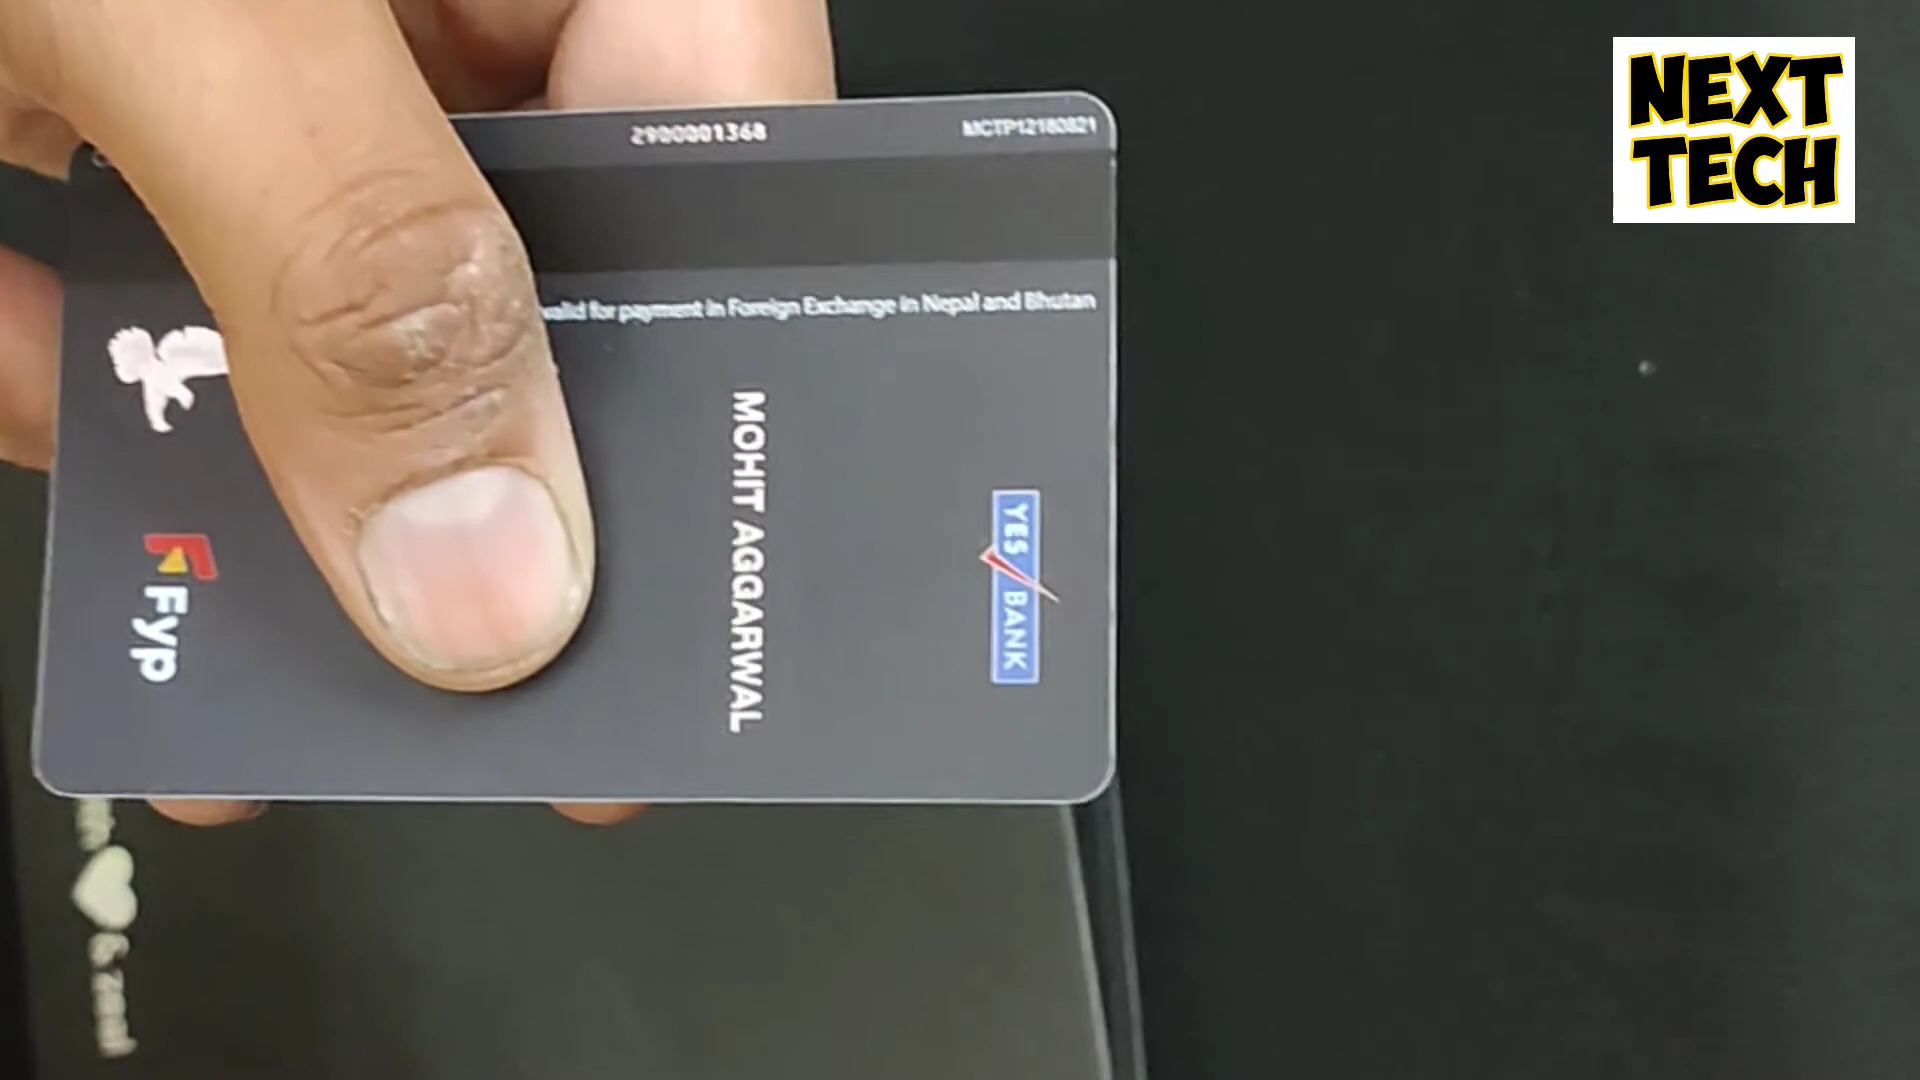 NEXT
TECH
2900001368
MCTP12180821
valid for payment in Foreign Exchange in Nepal and Bhutan
MOHIT AGGARWAL
YES BANK
Fyp
&